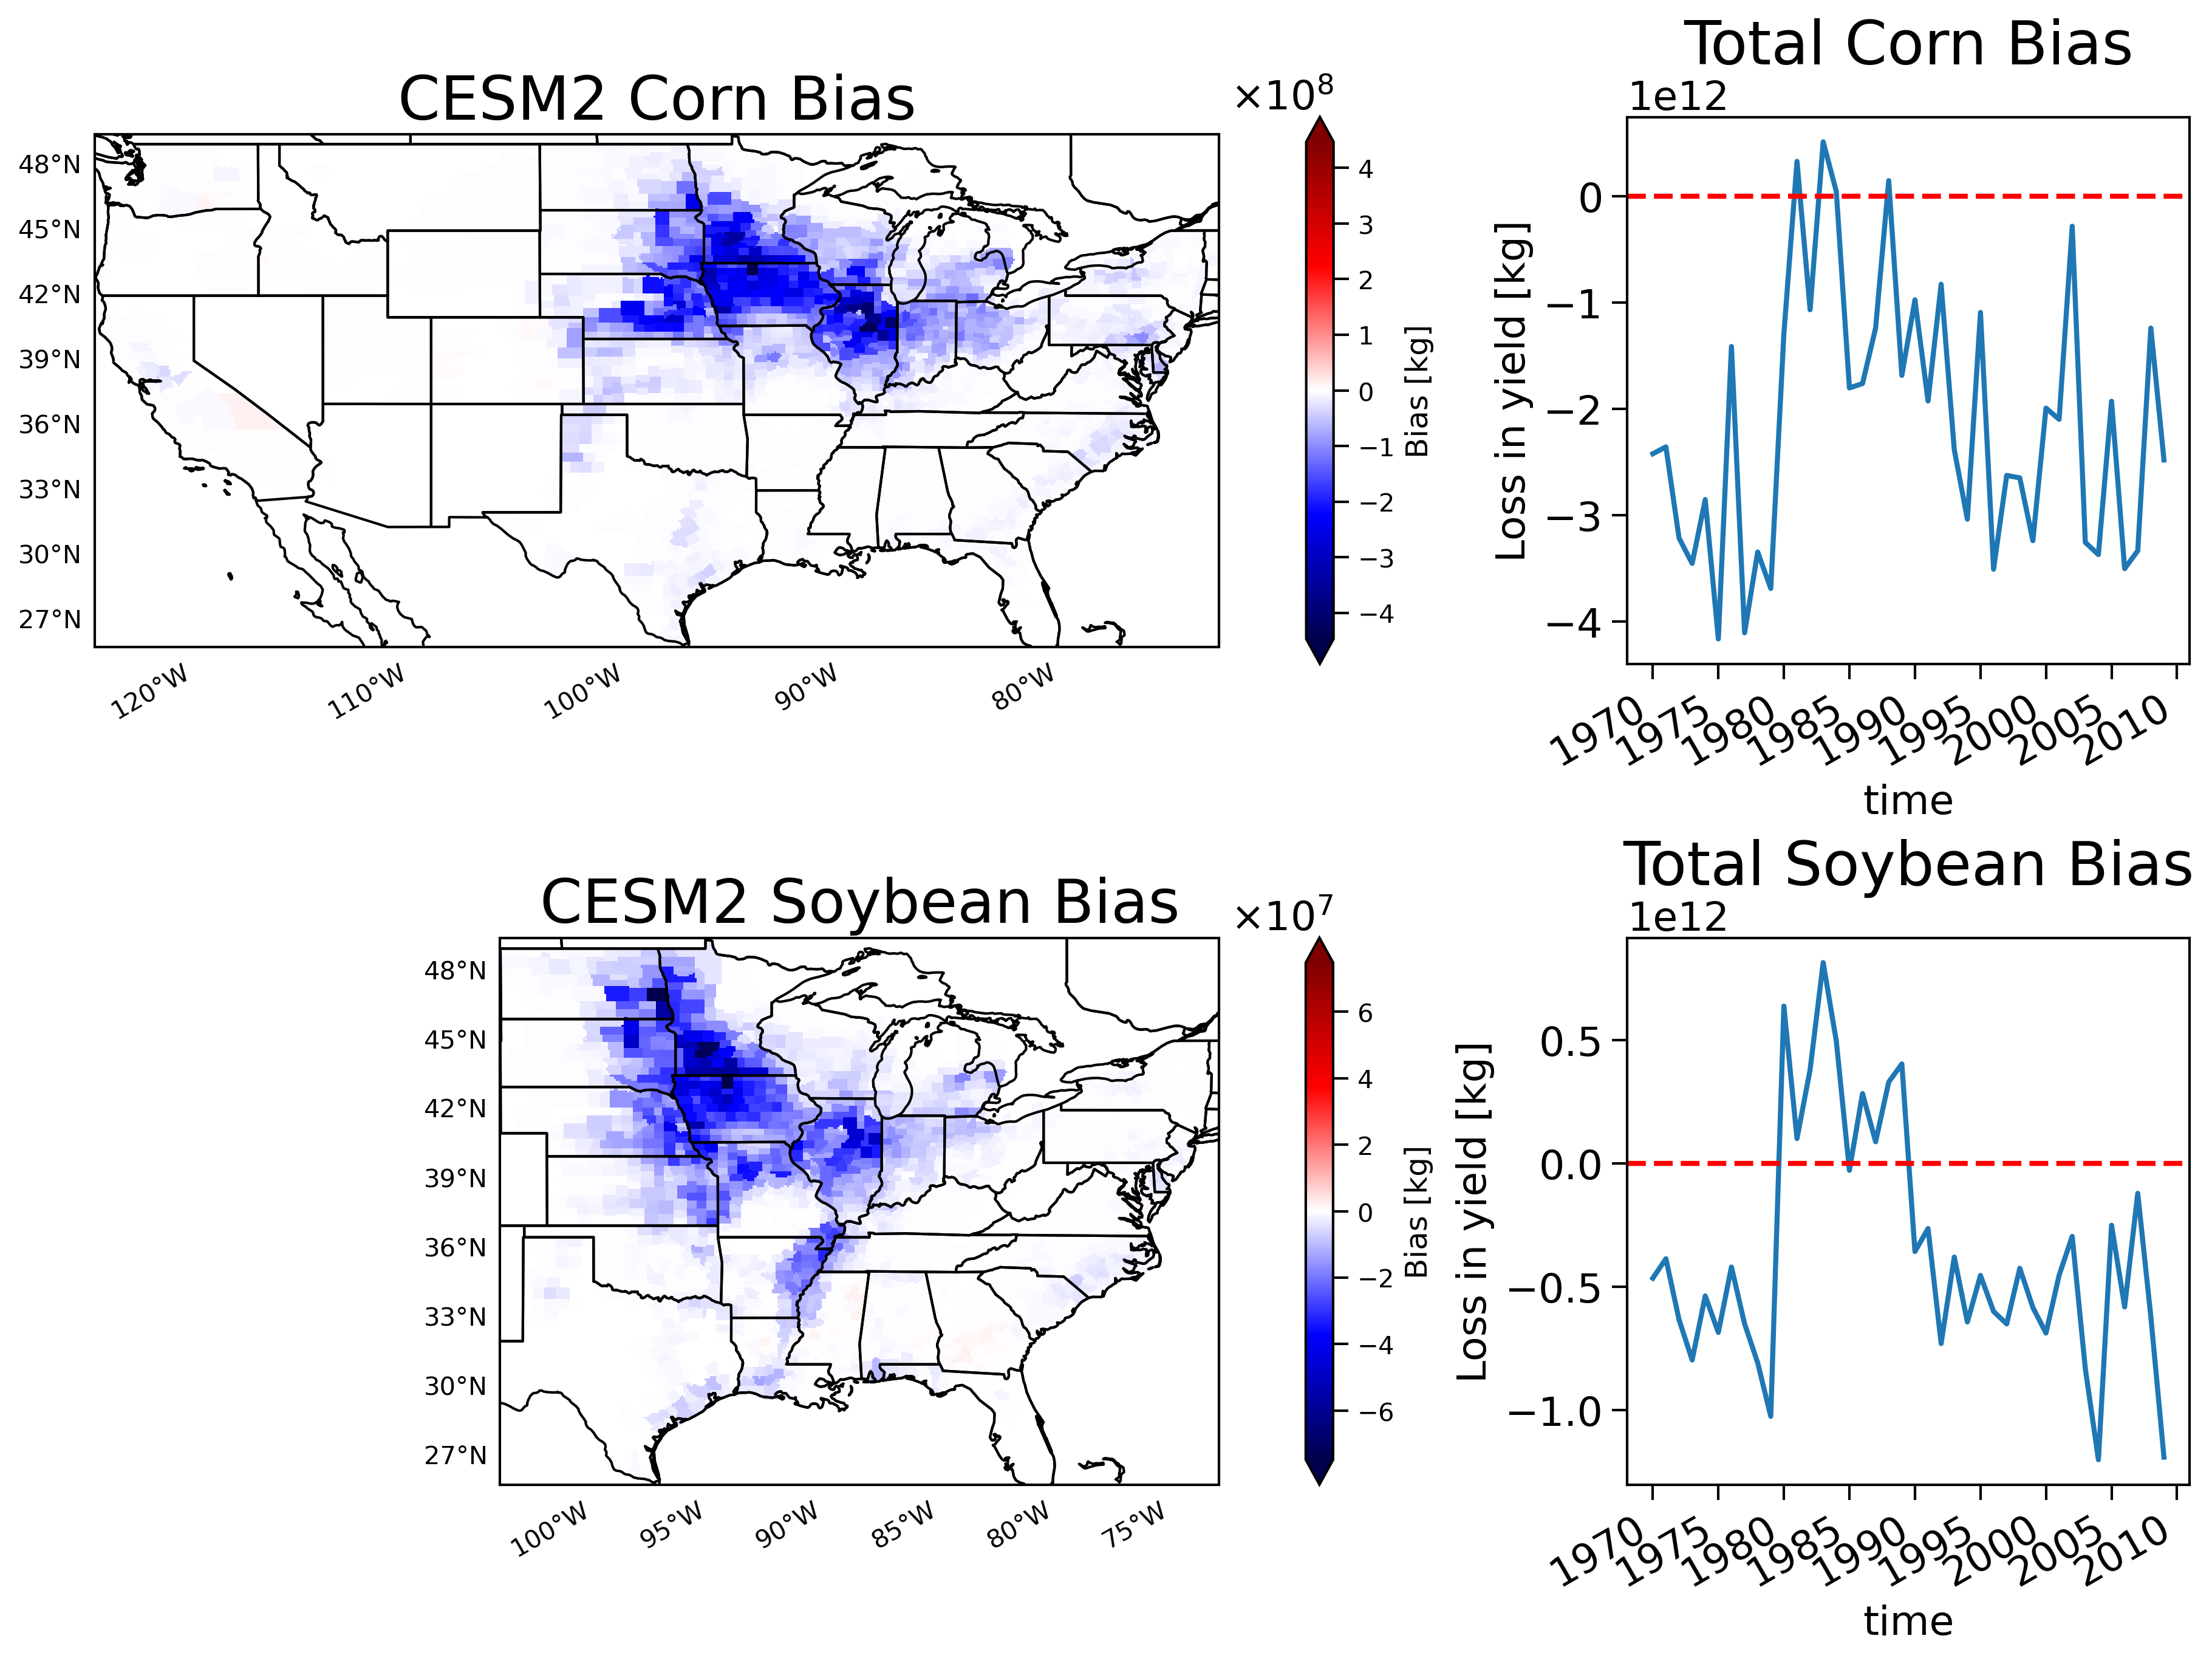 CESM2 Corn Bias
×10⁸
48°N
45°N
42°N
39°N
36°N
33°N
30°N
27°N
120°W
110°W
100°W
90°W
80°W
4
3
2
1
0
−1
−2
−3
−4
Bias [kg]
Total Corn Bias
1e12
0
−1
−2
−3
−4
Loss in yield [kg]
1970
1975
1980
1985
1990
1995
2000
2005
2010
time
CESM2 Soybean Bias
×10⁷
48°N
45°N
42°N
39°N
36°N
33°N
30°N
27°N
100°W
95°W
90°W
85°W
80°W
75°W
6
4
2
0
−2
−4
−6
Bias [kg]
Total Soybean Bias
1e12
0.5
0.0
−0.5
−1.0
Loss in yield [kg]
1970
1975
1980
1985
1990
1995
2000
2005
2010
time